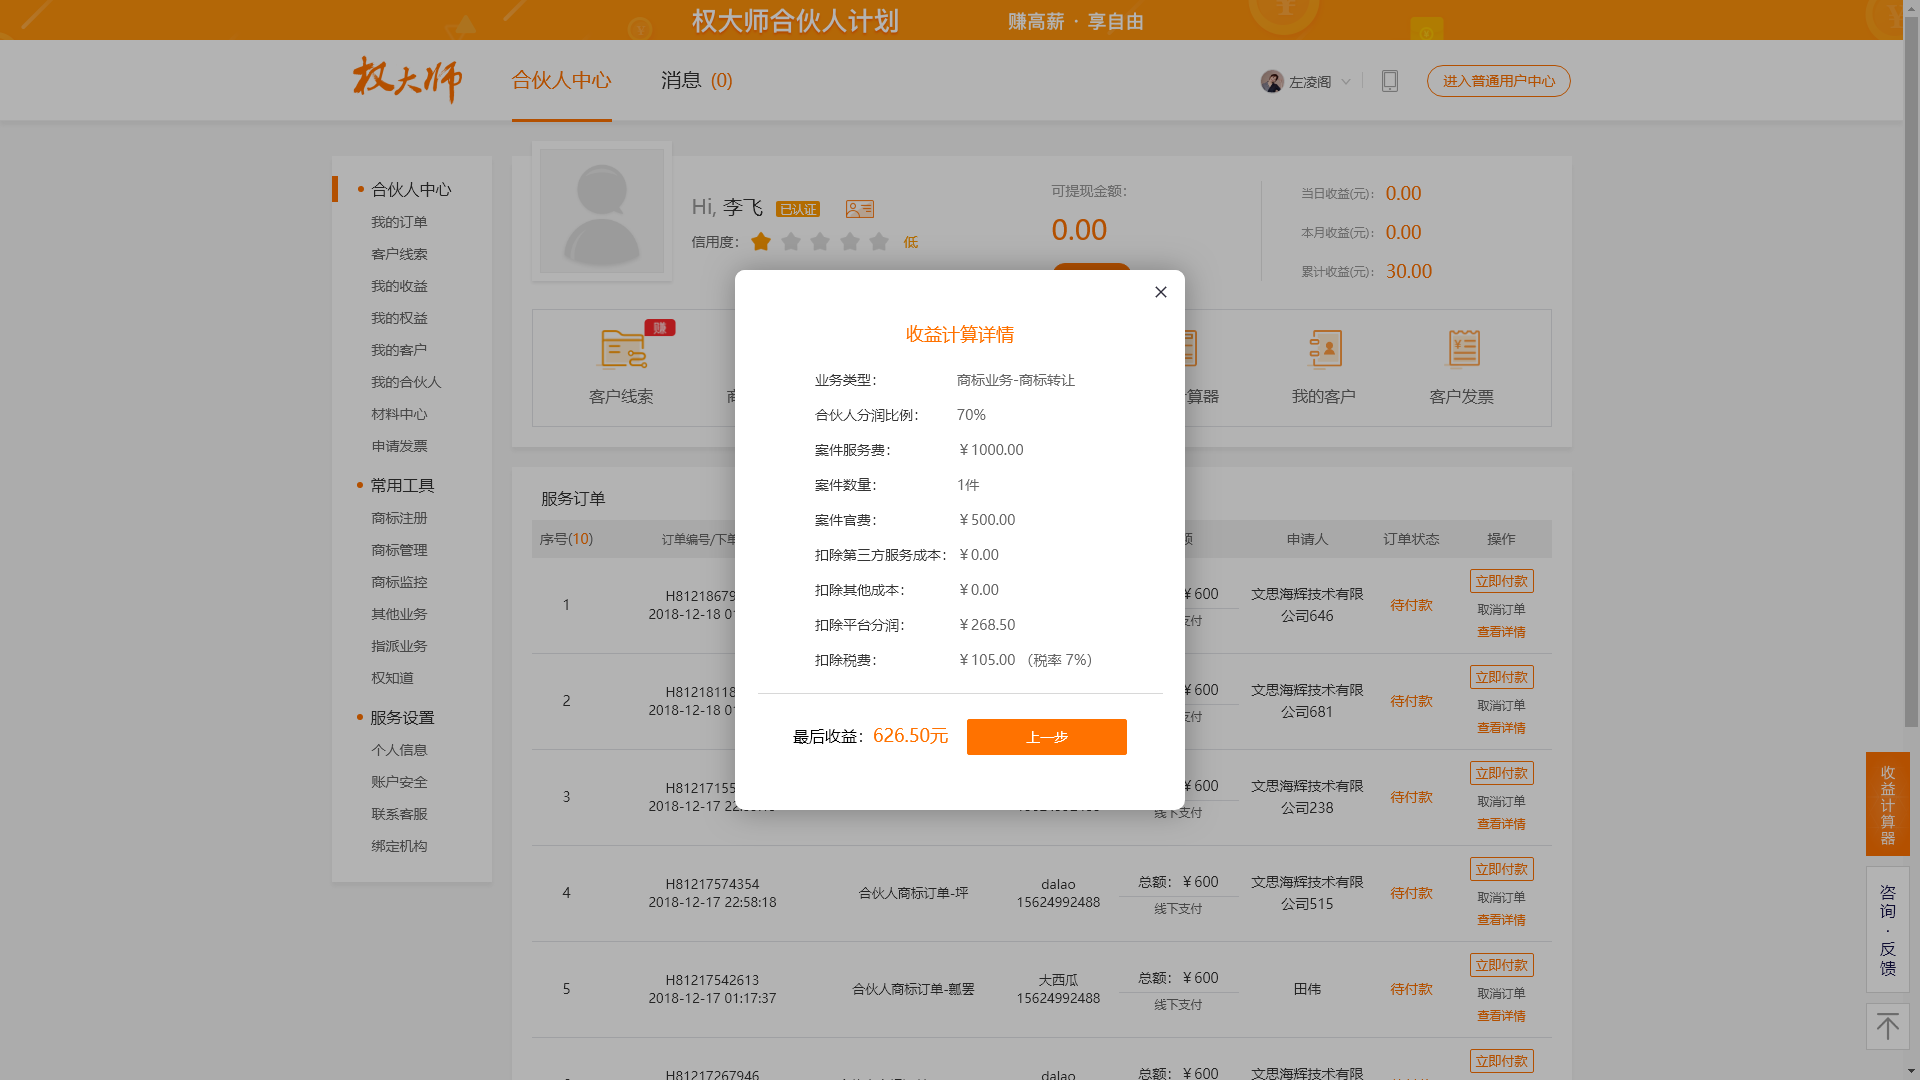 权大师合伙人计划 赚高薪 · 享自由
权大师
合伙人中心
消息 (0)
左凌阁
进入普通用户中心
合伙人中心
我的订单
客户线索
我的收益
我的权益
我的客户
我的合伙人
材料中心
申请发票
常用工具
商标注册
商标管理
商标监控
其他业务
指派业务
权知道
服务设置
个人信息
账户安全
联系客服
绑定机构
Hi, 李飞 已认证
信用度： 低
可提现金额：
0.00
当日收益(元)： 0.00
本月收益(元)： 0.00
累计收益(元)： 30.00
赚
客户线索
算器
我的客户
客户发票
收益计算详情
业务类型： 商标业务-商标转让
合伙人分润比例： 70%
案件服务费： ￥1000.00
案件数量： 1件
案件官费： ￥500.00
扣除第三方服务成本： ￥0.00
扣除其他成本： ￥0.00
扣除平台分润： ￥268.50
扣除税费： ￥105.00 （税率 7%）
最后收益：626.50元
上一步
服务订单
序号(10) 订单编号/下单 申请人 订单状态 操作
1 H8121867 ￥600 文思海辉技术有限公司646 待付款 立即付款
2018-12-18 0 支付 取消订单
查看详情
2 H8121811 ￥600 文思海辉技术有限公司681 待付款 立即付款
2018-12-18 0 支付 取消订单
查看详情
3 H8121715 ￥600 文思海辉技术有限公司238 待付款 立即付款
2018-12-17 22 线下支付 取消订单
查看详情
4 H81217574354 合伙人商标订单-坪 dalao 总额：￥600 文思海辉技术有限公司515 待付款 立即付款
2018-12-17 22:58:18 15624992488 线下支付 取消订单
查看详情
5 H81217542613 合伙人商标订单-瓢罢 大西瓜 总额：￥600 田伟 待付款 立即付款
2018-12-17 01:17:37 15624992488 线下支付 取消订单
查看详情
H81217267946 dalao 总额：￥600 文思海辉技术有限 立即付款
收益计算器
咨询·反馈